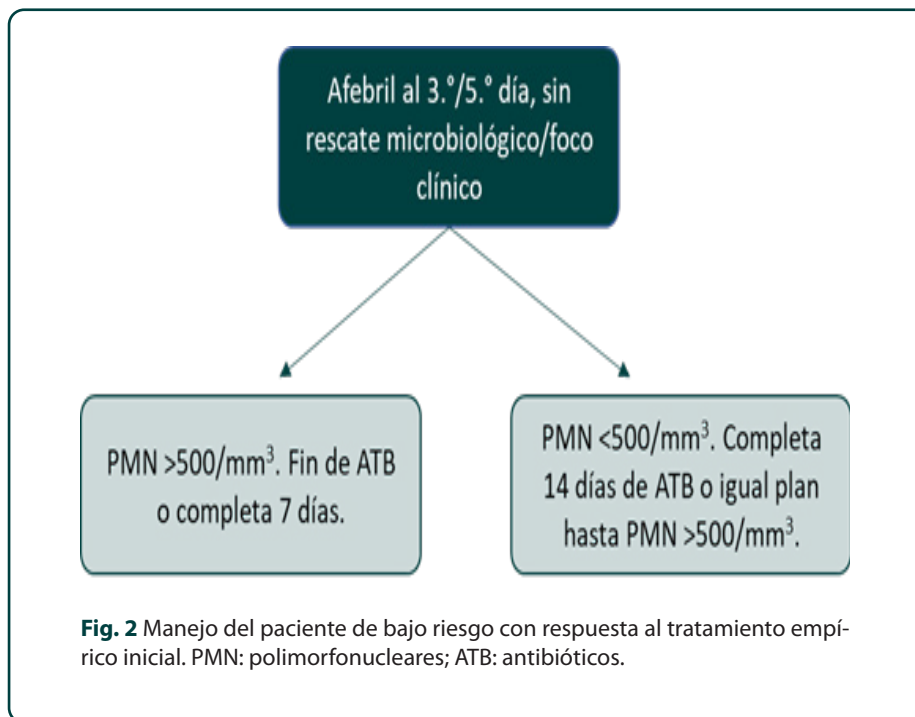 Afebril al 3.°/5.° día, sin
rescate microbiológico/foco
clínico
PMN >500/mm³. Fin de ATB
o completa 7 días.
PMN <500/mm³. Completa
14 días de ATB o igual plan
hasta PMN >500/mm³.
Fig. 2 Manejo del paciente de bajo riesgo con respuesta al tratamiento empí-
rico inicial. PMN: polimorfonucleares; ATB: antibióticos.